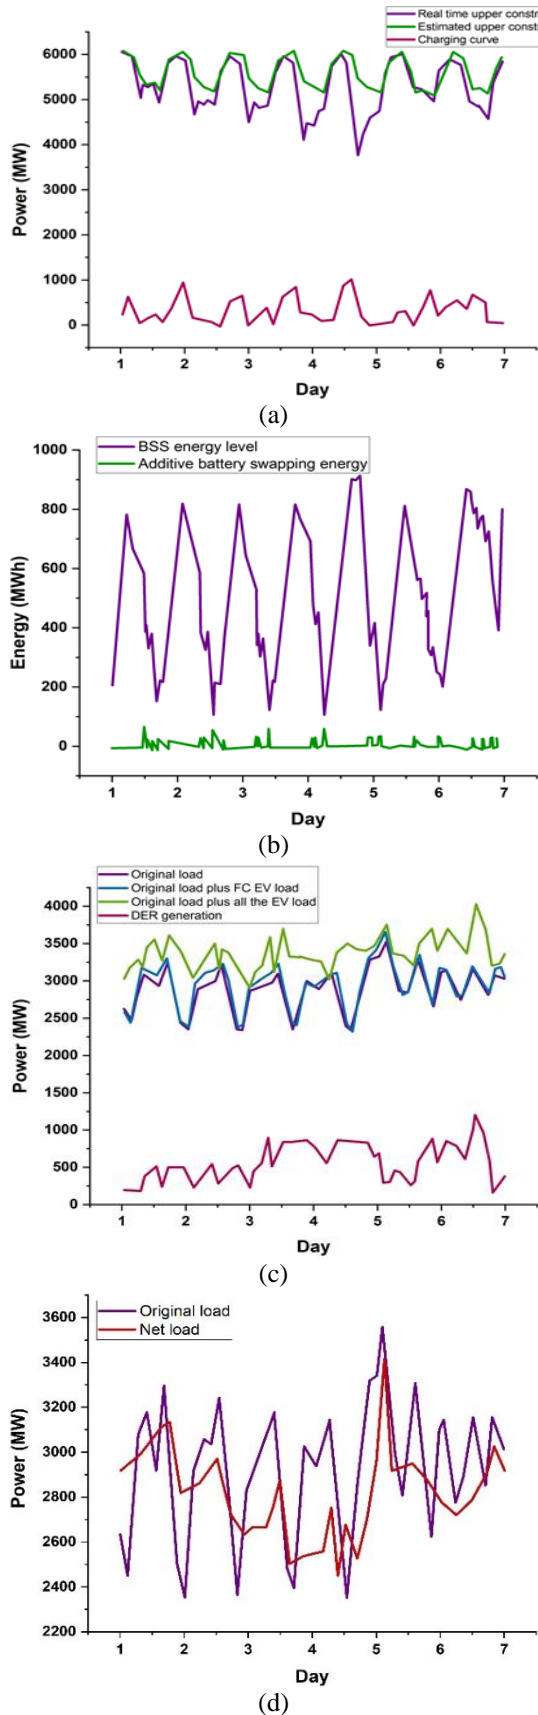 Real time upper constr
Estimated upper constr
Charging curve
6000
5000
4000
3000
2000
1000
0
Power (MW)
1 2 3 4 5 6 7
Day
(a)
BSS energy level
Additive battery swapping energy
1000
800
600
400
200
0
Energy (MWh)
1 2 3 4 5 6 7
Day
(b)
Original load
Original load plus FC EV load
Original load plus all the EV load
DER generation
4000
3500
3000
2500
2000
1500
1000
500
0
Power (MW)
1 2 3 4 5 6 7
Day
(c)
Original load
Net load
3600
3400
3200
3000
2800
2600
2400
2200
Power (MW)
1 2 3 4 5 6 7
Day
(d)